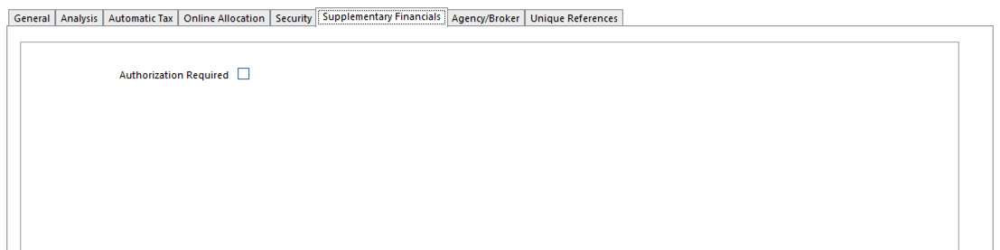 General Analysis Automatic Tax Online Allocation Security Supplementary Financials Agency/Broker Unique References
Authorization Required